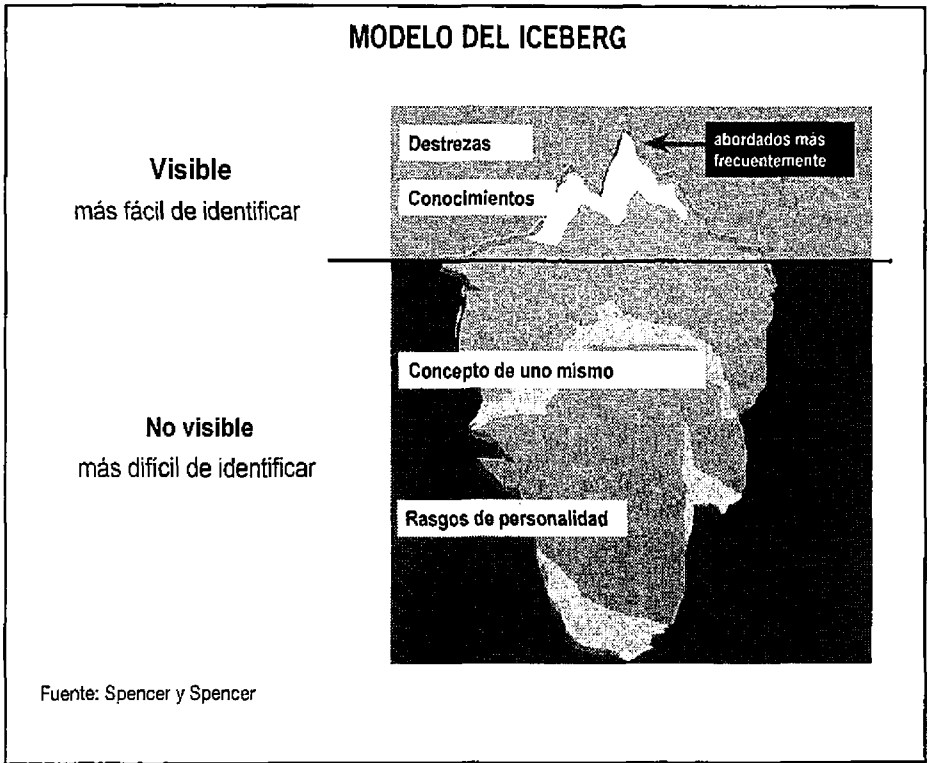 MODELO DEL ICEBERG
Visible
más fácil de identificar
Destrezas
abordados más
frecuentemente
Conocimientos
Concepto de uno mismo
No visible
más difícil de identificar
Rasgos de personalidad
Fuente: Spencer y Spencer